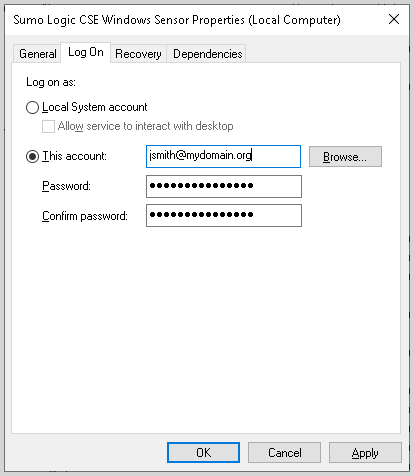 Sumo Logic CSE Windows Sensor Properties (Local Computer)
General Log On Recovery Dependencies
Log on as:
Local System account
Allow service to interact with desktop
This account: jsmith@mydomain.org Browse...
Password: ●●●●●●●●●●●●●●●
Confirm password: ●●●●●●●●●●●●●●●
OK Cancel Apply